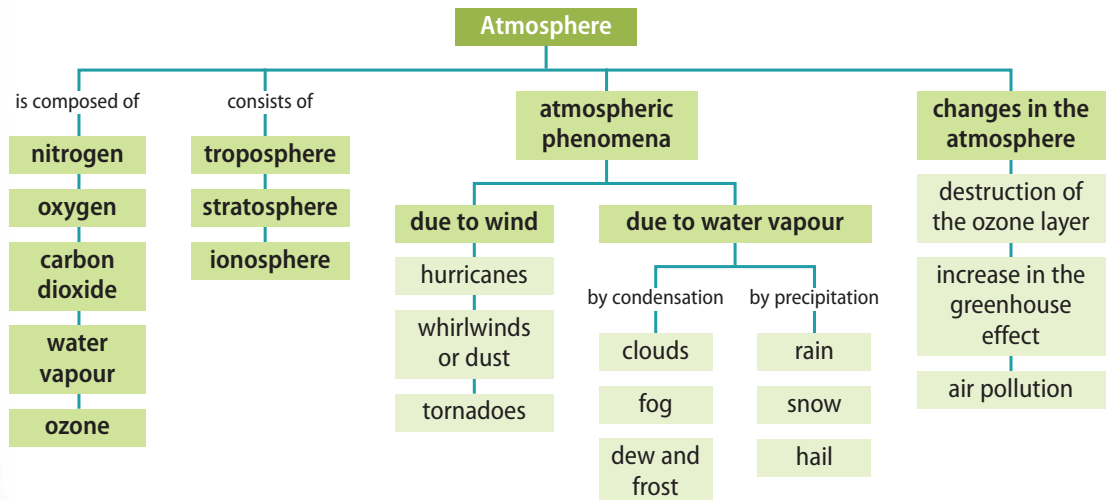 Atmosphere
is composed of
nitrogen
oxygen
carbon
dioxide
water
vapour
ozone
consists of
troposphere
stratosphere
ionosphere
atmospheric
phenomena
due to wind
hurricanes
whirlwinds
or dust
tornadoes
due to water vapour
by condensation
clouds
fog
dew and
frost
by precipitation
rain
snow
hail
changes in the
atmosphere
destruction of
the ozone layer
increase in the
greenhouse
effect
air pollution